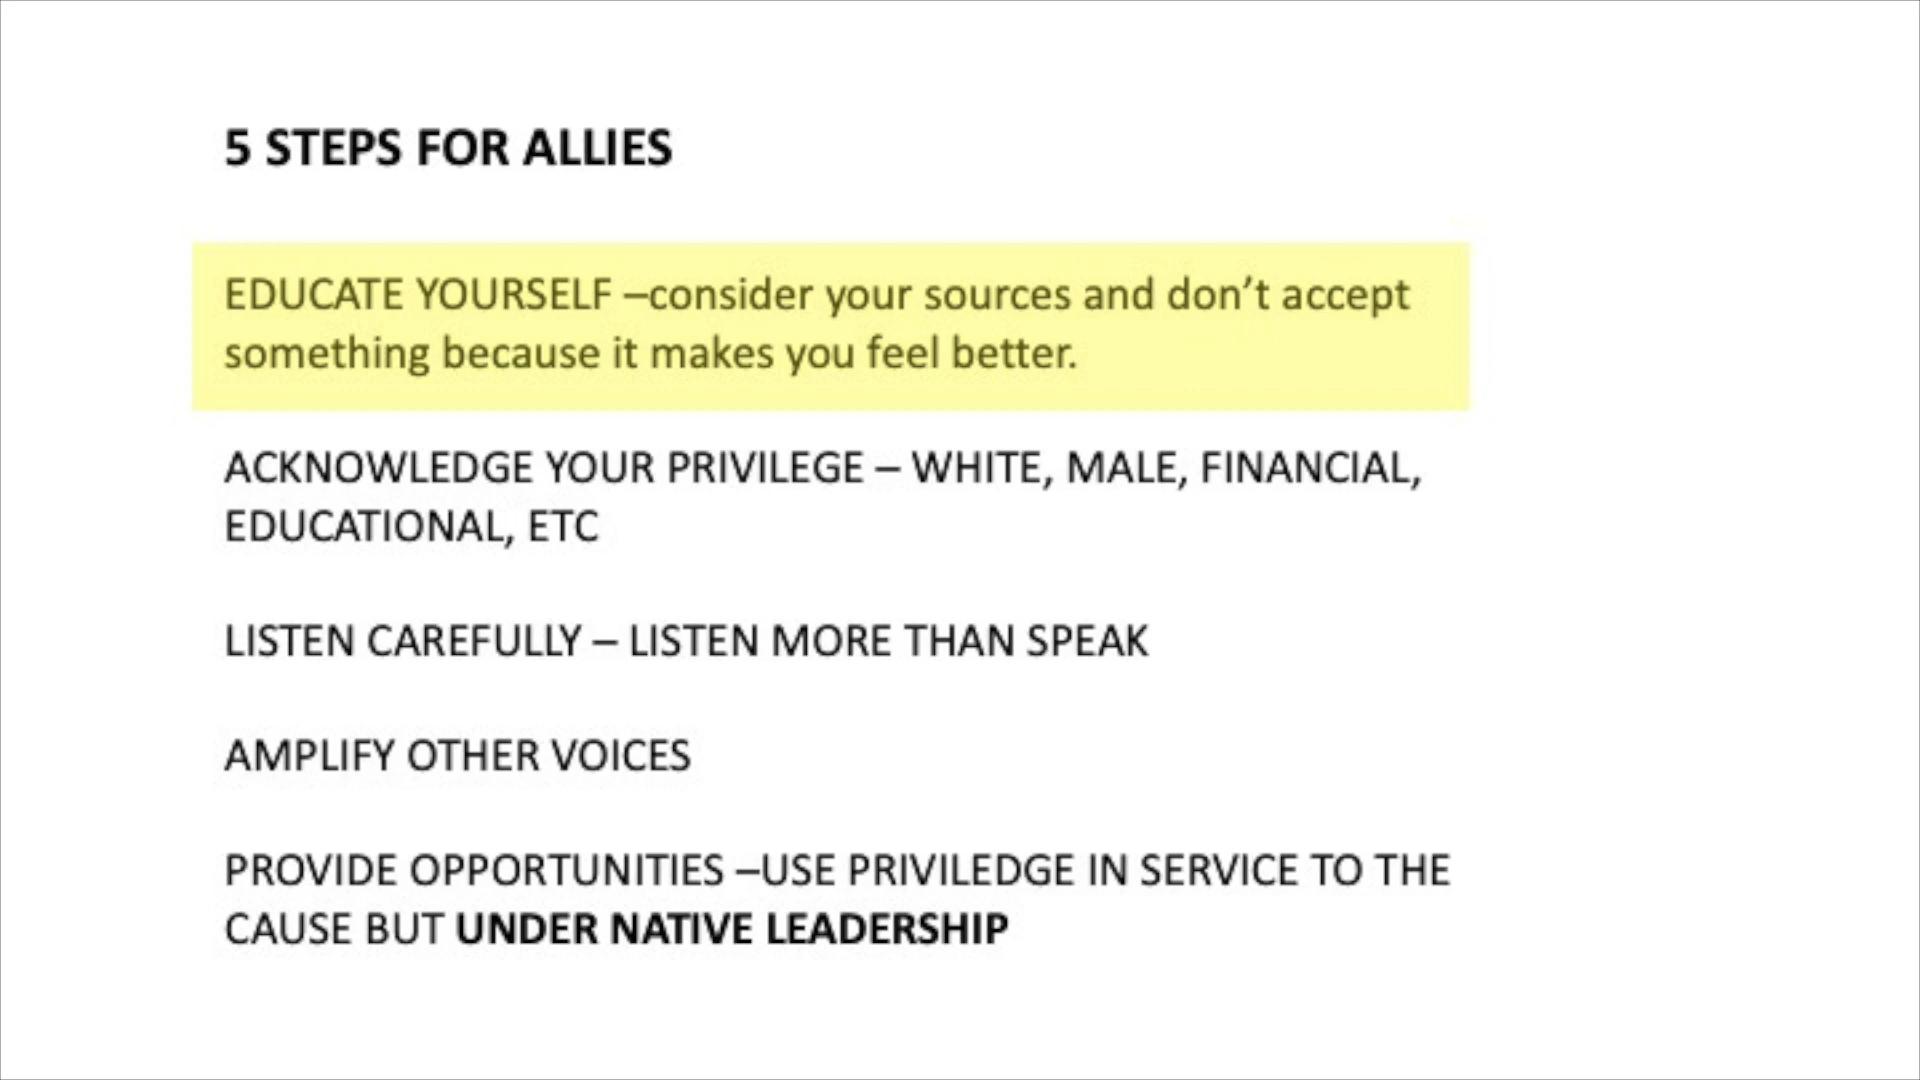 5 STEPS FOR ALLIES
EDUCATE YOURSELF –consider your sources and don’t accept
something because it makes you feel better.
ACKNOWLEDGE YOUR PRIVILEGE – WHITE, MALE, FINANCIAL,
EDUCATIONAL, ETC
LISTEN CAREFULLY – LISTEN MORE THAN SPEAK
AMPLIFY OTHER VOICES
PROVIDE OPPORTUNITIES –USE PRIVILEDGE IN SERVICE TO THE
CAUSE BUT UNDER NATIVE LEADERSHIP